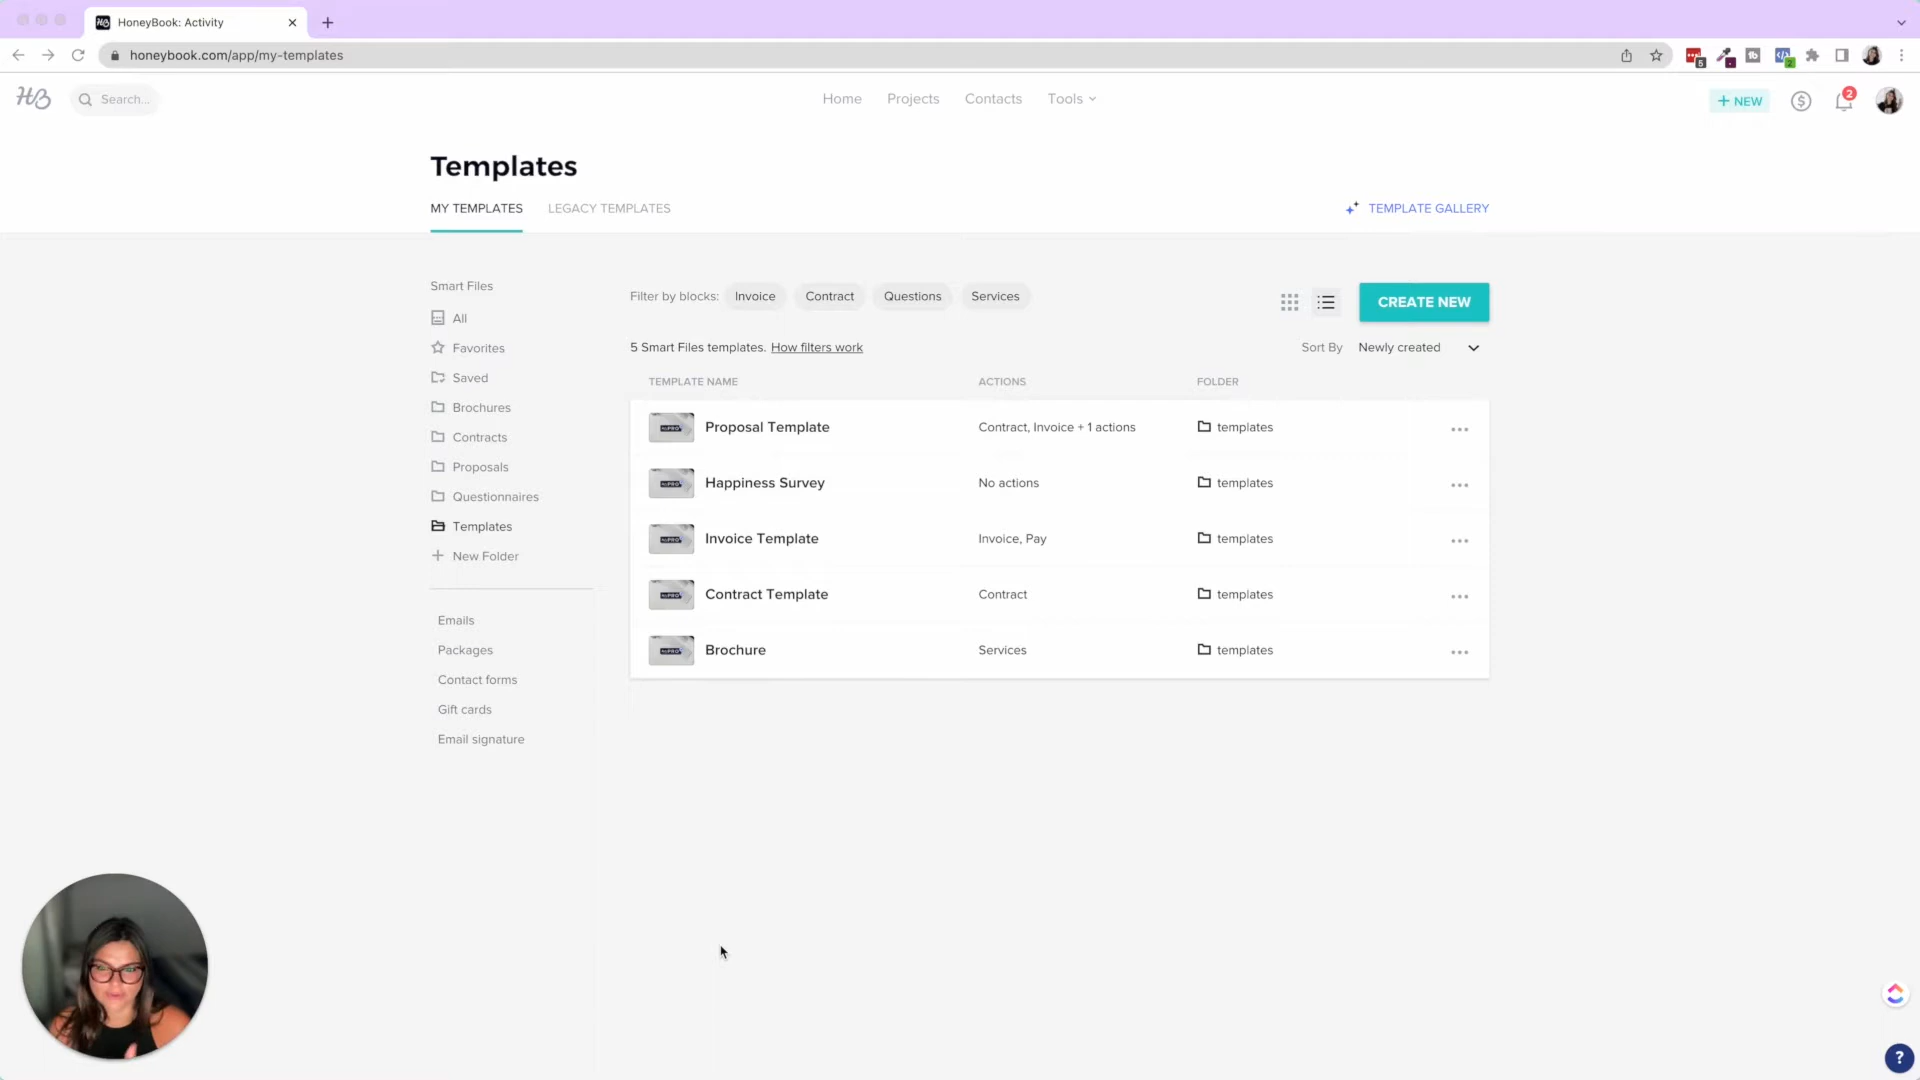 HoneyBook: Activity
honeybook.com/app/my-templates
5
2
HB
Search...
Home
Projects
Contacts
Tools
+ NEW
2
Templates
MY TEMPLATES
LEGACY TEMPLATES
TEMPLATE GALLERY
Smart Files
All
Favorites
Saved
Brochures
Contracts
Proposals
Questionnaires
Templates
New Folder
Emails
Packages
Contact forms
Gift cards
Email signature
Filter by blocks:
Invoice
Contract
Questions
Services
CREATE NEW
5 Smart Files templates. How filters work
Sort By
Newly created
TEMPLATE NAME
ACTIONS
FOLDER
Proposal Template
Contract, Invoice + 1 actions
templates
Happiness Survey
No actions
templates
Invoice Template
Invoice, Pay
templates
Contract Template
Contract
templates
Brochure
Services
templates
?